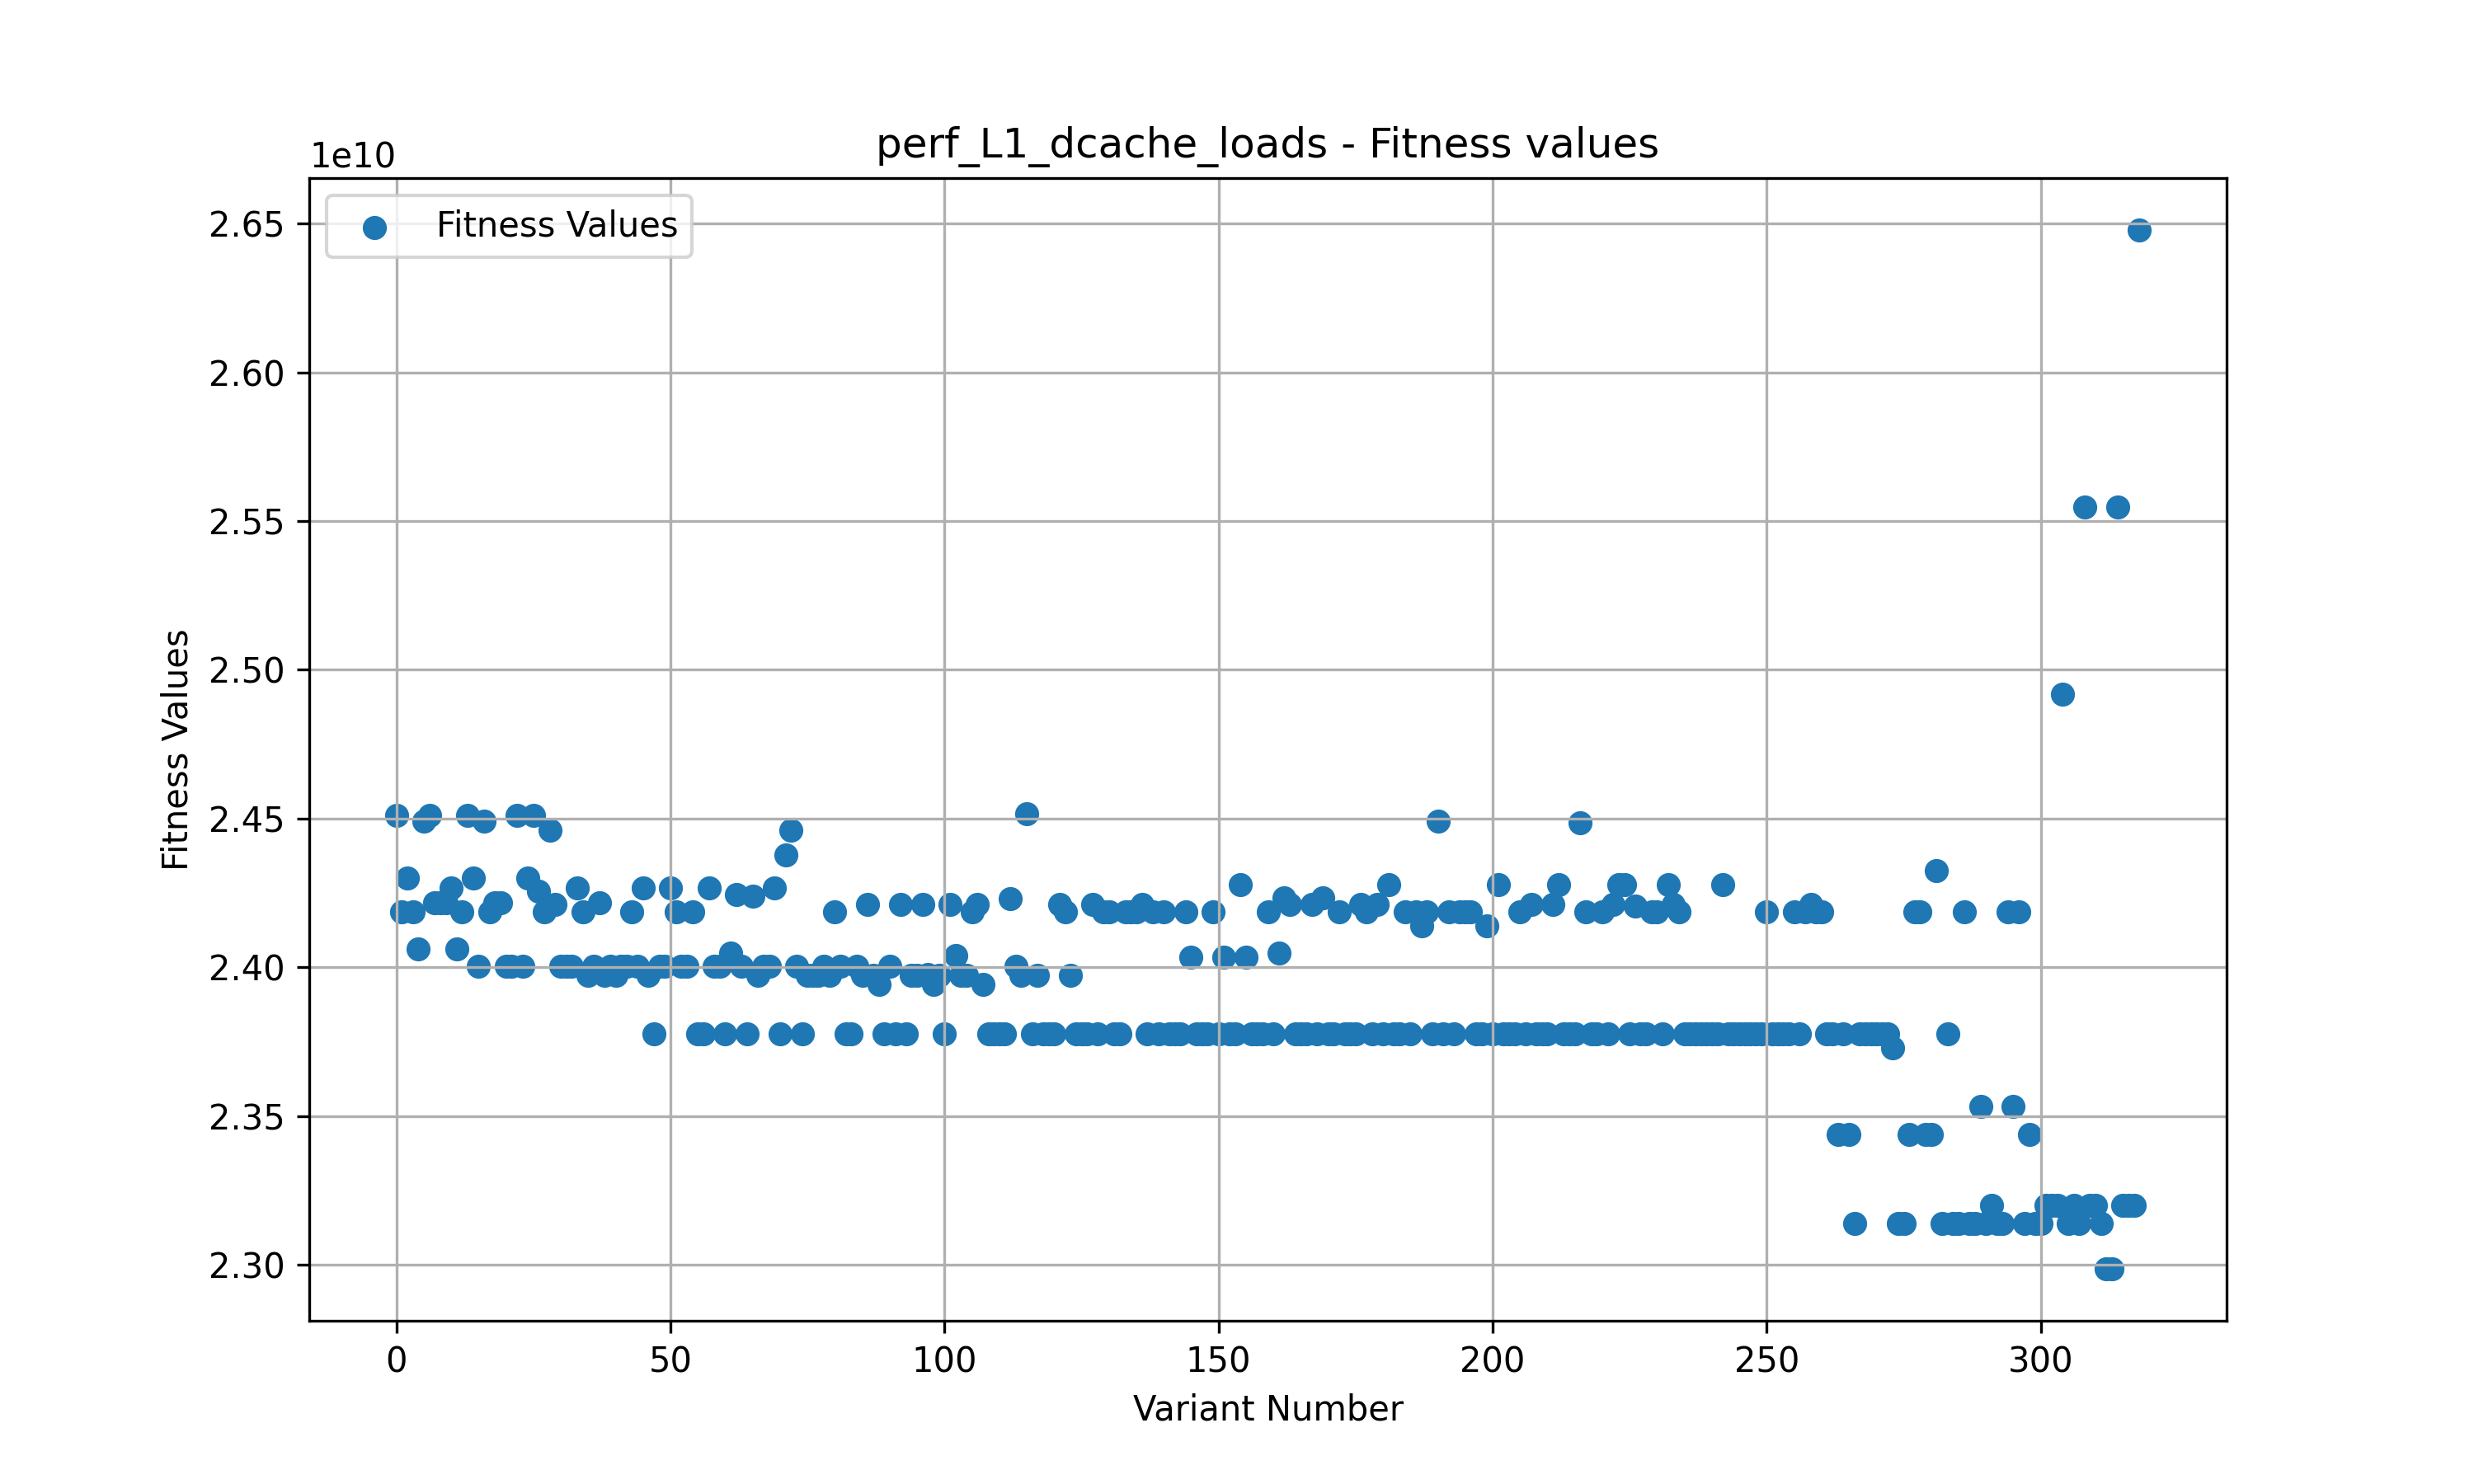 perf_L1_dcache_loads - Fitness values
1e10
Fitness Values
2.65
2.60
2.55
2.50
2.45
2.40
2.35
2.30
Fitness Values
0 50 100 150 200 250 300
Variant Number